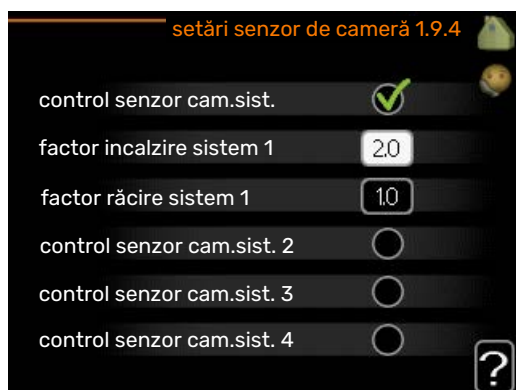 setări senzor de cameră 1.9.4
control senzor cam.sist.
factor incalzire sistem 1 2.0
factor răcire sistem 1 1.0
control senzor cam.sist. 2
control senzor cam.sist. 3
control senzor cam.sist. 4
?